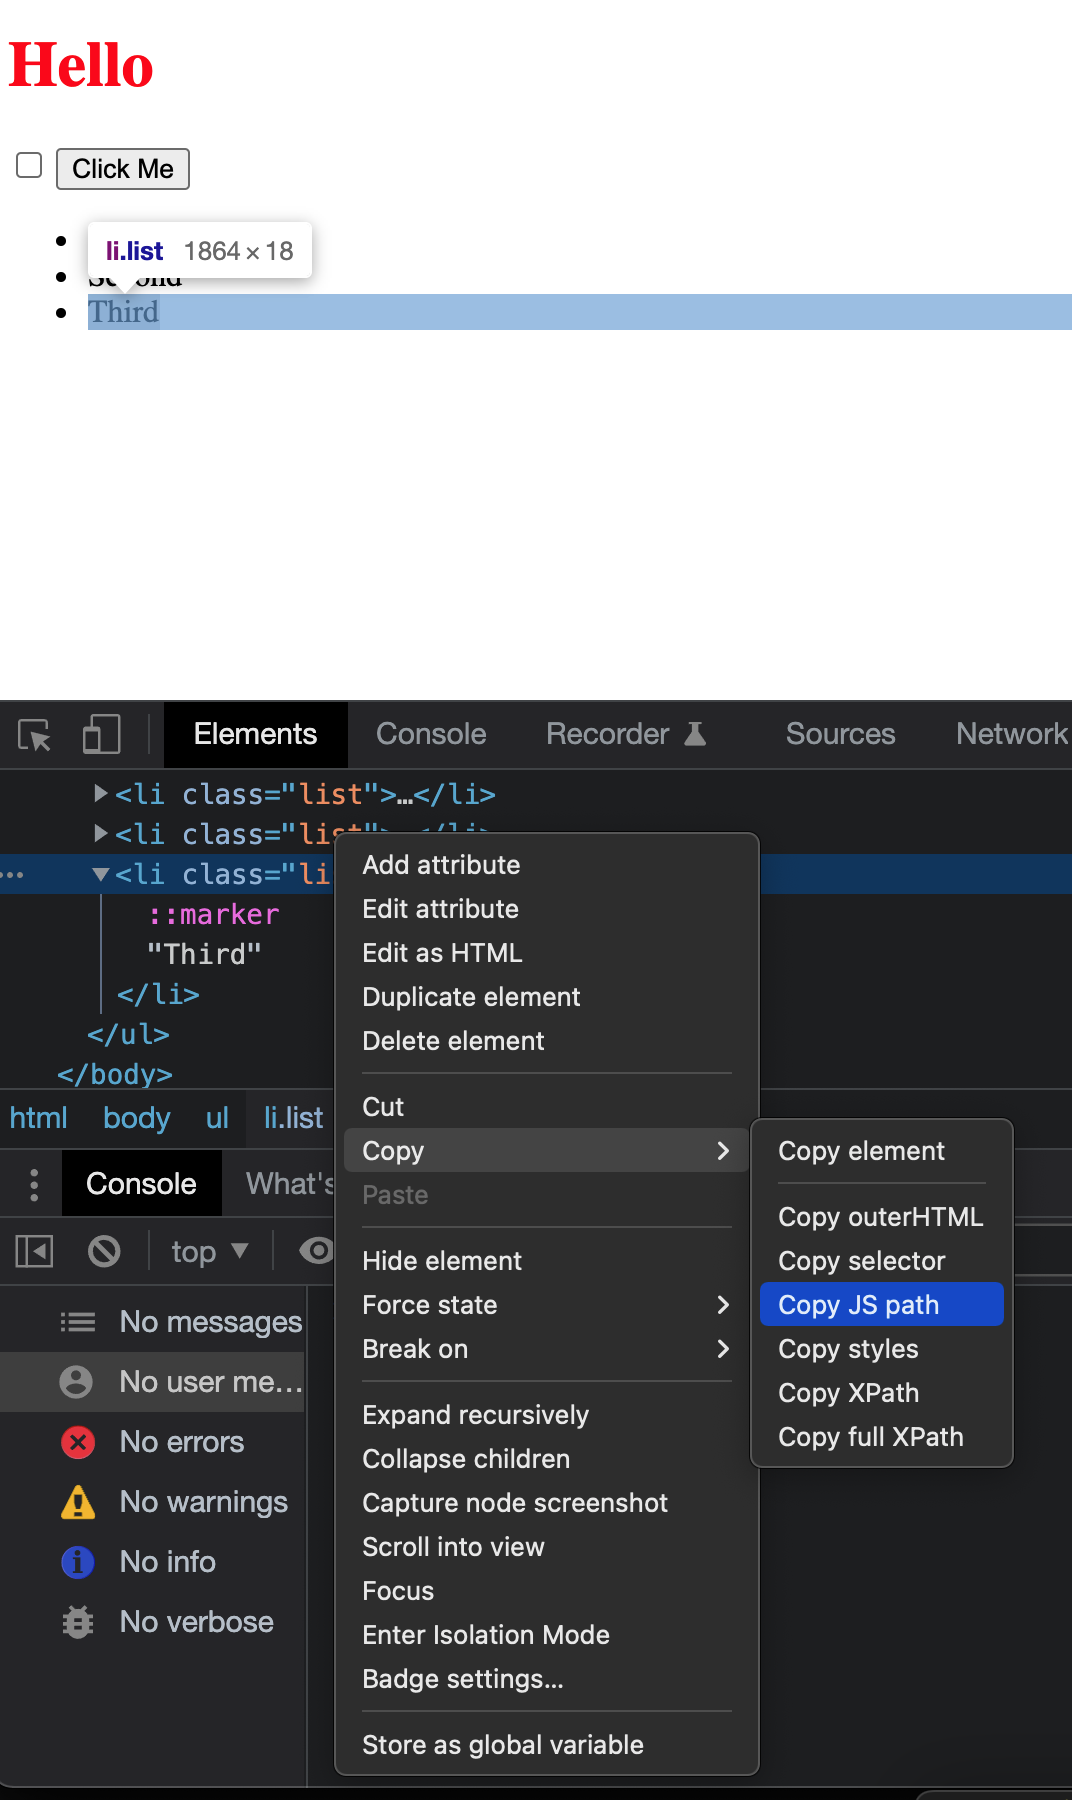 Hello
Click Me
li.list 1864 × 18
Second
Third
Elements Console Recorder Sources Network
<li class="list">…</li>
<li class="list">…</li>
<li class="li
::marker
"Third"
</li>
</ul>
</body>
html body ul li.list
Console What's
top
No messages
No user me...
No errors
No warnings
No info
No verbose
Add attribute
Edit attribute
Edit as HTML
Duplicate element
Delete element
Cut
Copy
Paste
Hide element
Force state
Break on
Expand recursively
Collapse children
Capture node screenshot
Scroll into view
Focus
Enter Isolation Mode
Badge settings...
Store as global variable
Copy element
Copy outerHTML
Copy selector
Copy JS path
Copy styles
Copy XPath
Copy full XPath